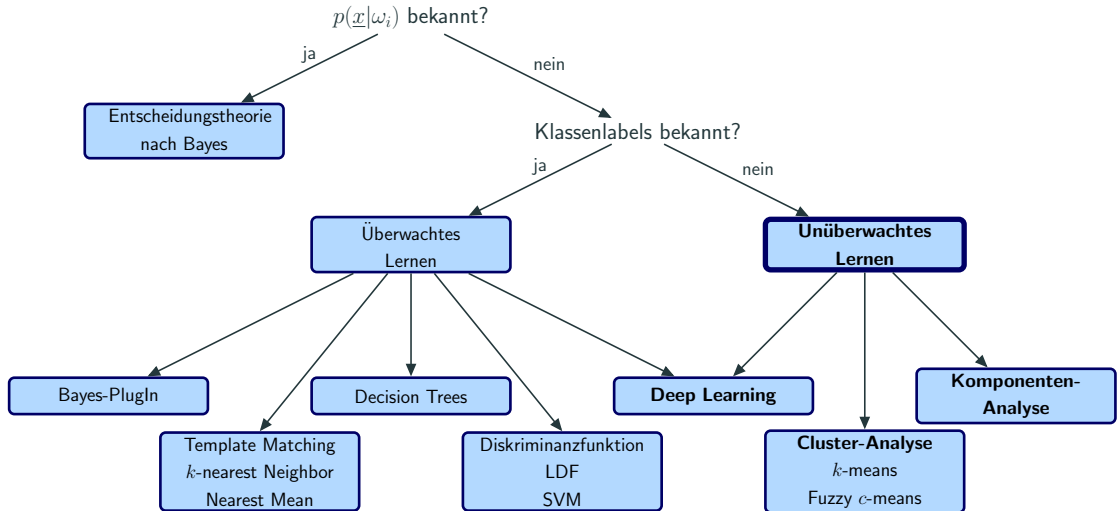 p(x|ω_i) bekannt?
ja
nein
Entscheidungstheorie
nach Bayes
Klassenlabels bekannt?
ja
nein
Überwachtes
Lernen
Unüberwachtes
Lernen
Bayes-PlugIn
Decision Trees
Deep Learning
Komponenten-
Analyse
Template Matching
k-nearest Neighbor
Nearest Mean
Diskriminanzfunktion
LDF
SVM
Cluster-Analyse
k-means
Fuzzy c-means